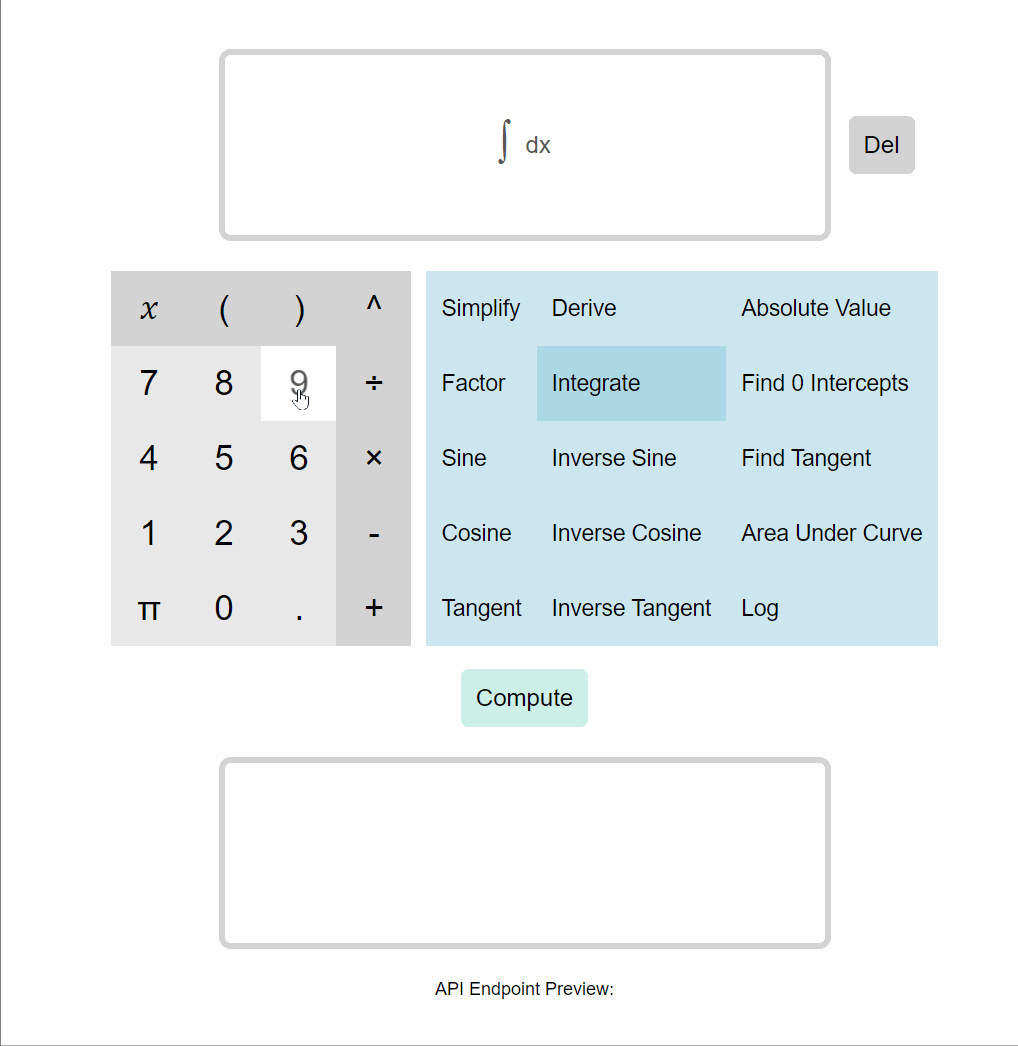 ∫ dx
Del
x ( ) ^
7 8 9 ÷
4 5 6 ×
1 2 3 -
π 0 . +
Simplify Derive Absolute Value
Factor Integrate Find 0 Intercepts
Sine Inverse Sine Find Tangent
Cosine Inverse Cosine Area Under Curve
Tangent Inverse Tangent Log
Compute
API Endpoint Preview: